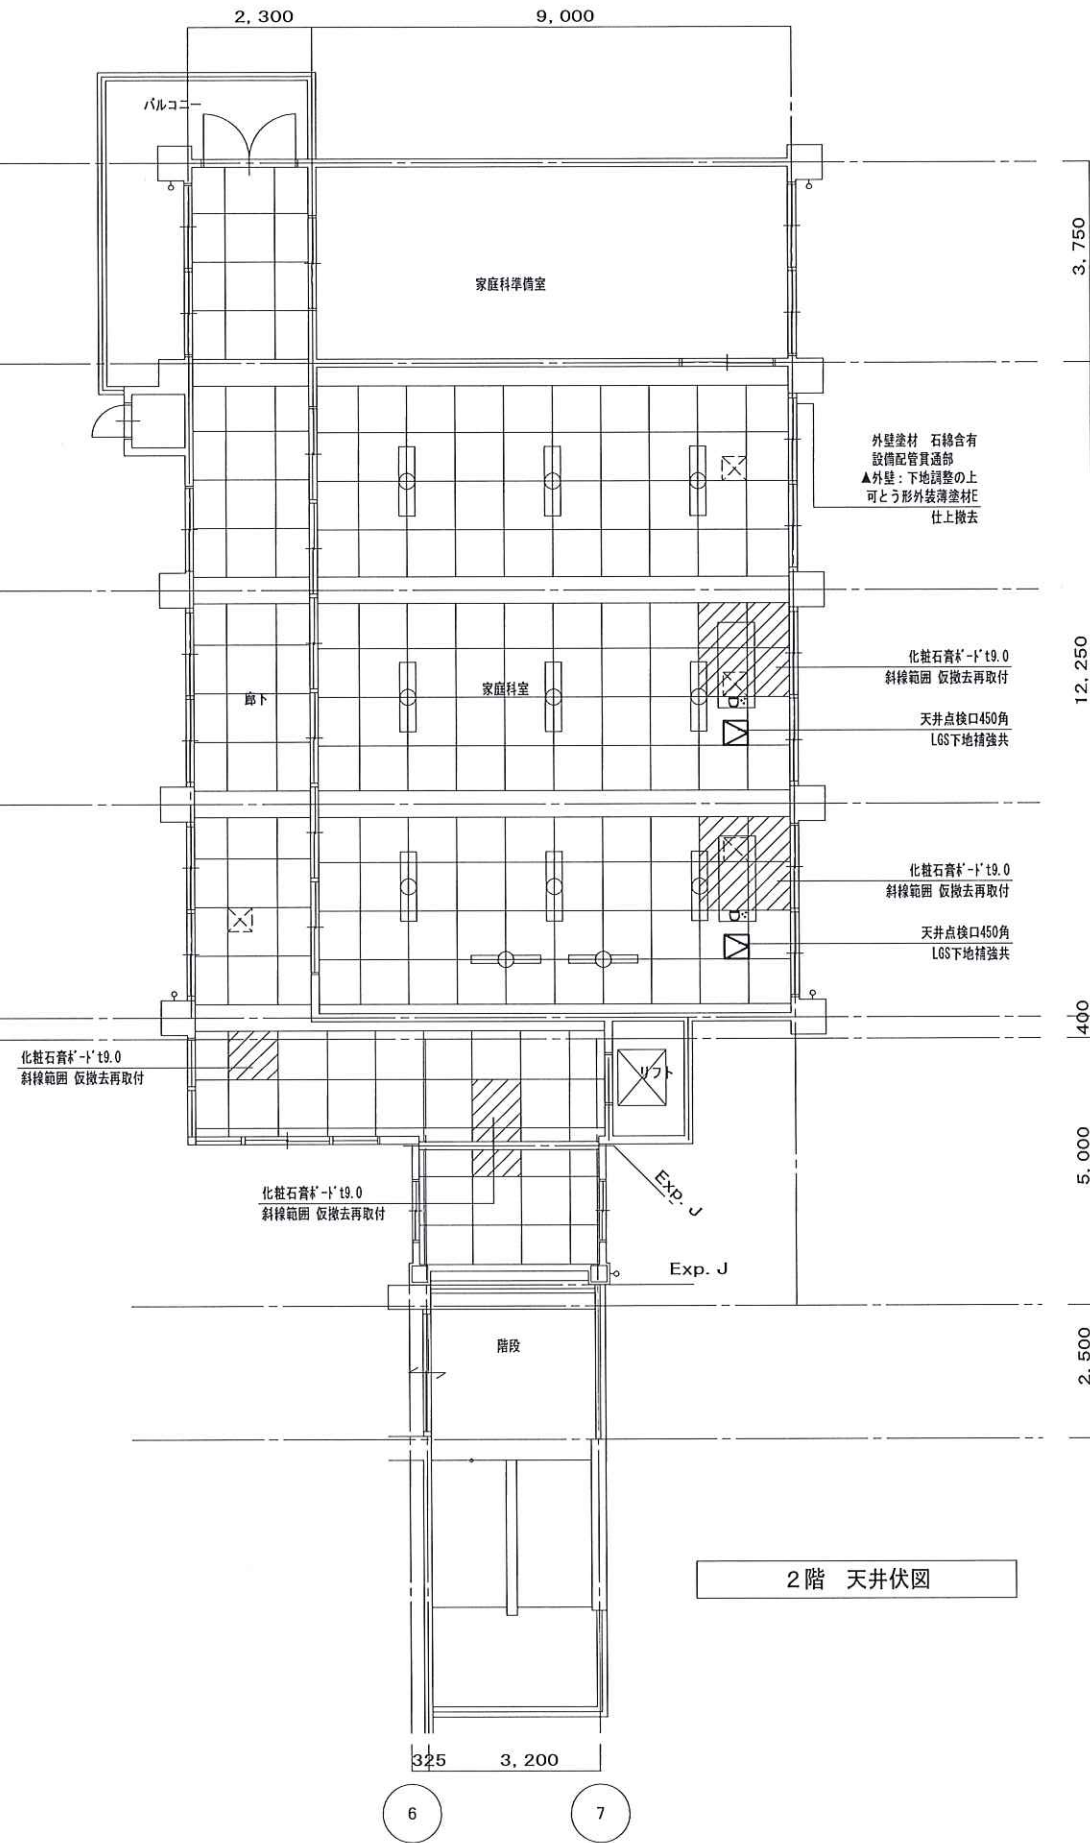 2,300
9,000
バルコニー
3,750
家庭科準備室
外壁塗材 石綿含有
設備配管貫通部
▲外壁：下地調整の上
可とう形外装薄塗材E
仕上撤去
12,250
化粧石膏ボードt9.0
斜線範囲 仮撤去再取付
家庭科室
廊下
天井点検口450角
LGS下地補強共
化粧石膏ボードt9.0
斜線範囲 仮撤去再取付
天井点検口450角
LGS下地補強共
400
化粧石膏ボードt9.0
斜線範囲 仮撤去再取付
リフト
5,000
化粧石膏ボードt9.0
斜線範囲 仮撤去再取付
Exp. J
Exp. J
階段
2,500
2階 天井伏図
325
3,200
6
7